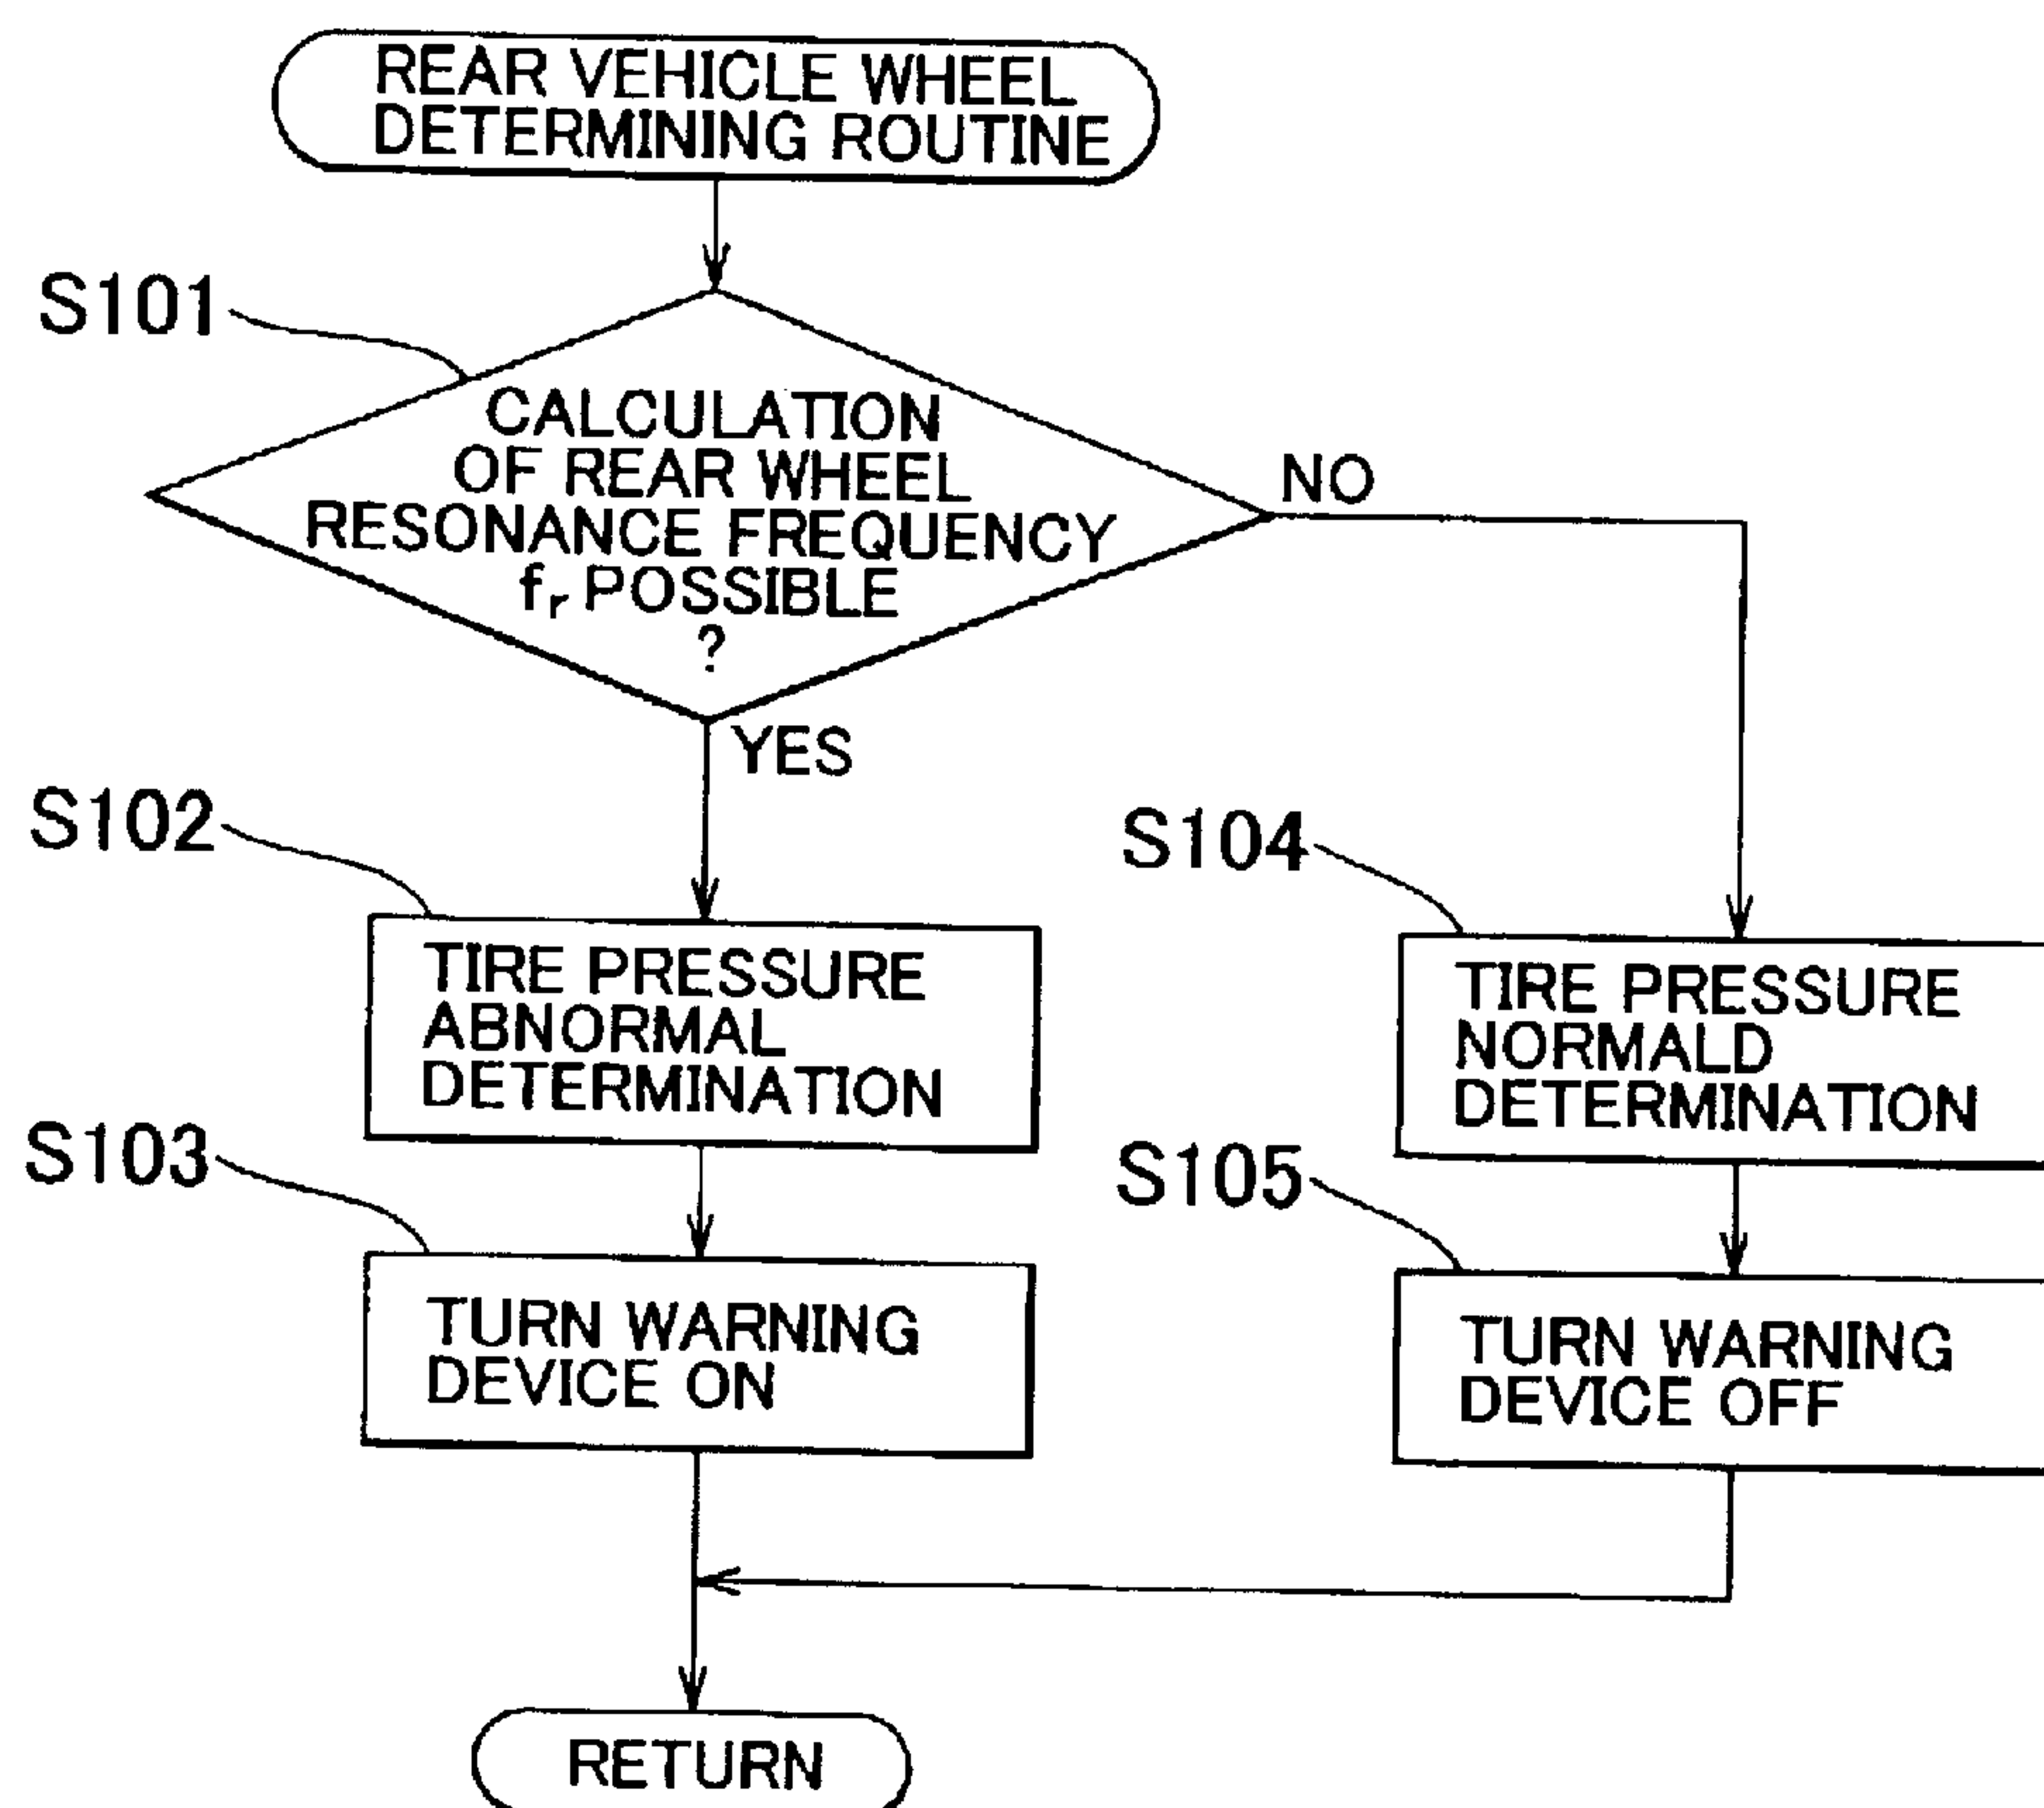 REAR VEHICLE WHEEL
DETERMINING ROUTINE
S101
CALCULATION
OF REAR WHEEL
RESONANCE FREQUENCY
fr POSSIBLE
?
NO
YES
S102
TIRE PRESSURE
ABNORMAL
DETERMINATION
S104
TIRE PRESSURE
NORMALD
DETERMINATION
S103
TURN WARNING
DEVICE ON
S105
TURN WARNING
DEVICE OFF
RETURN